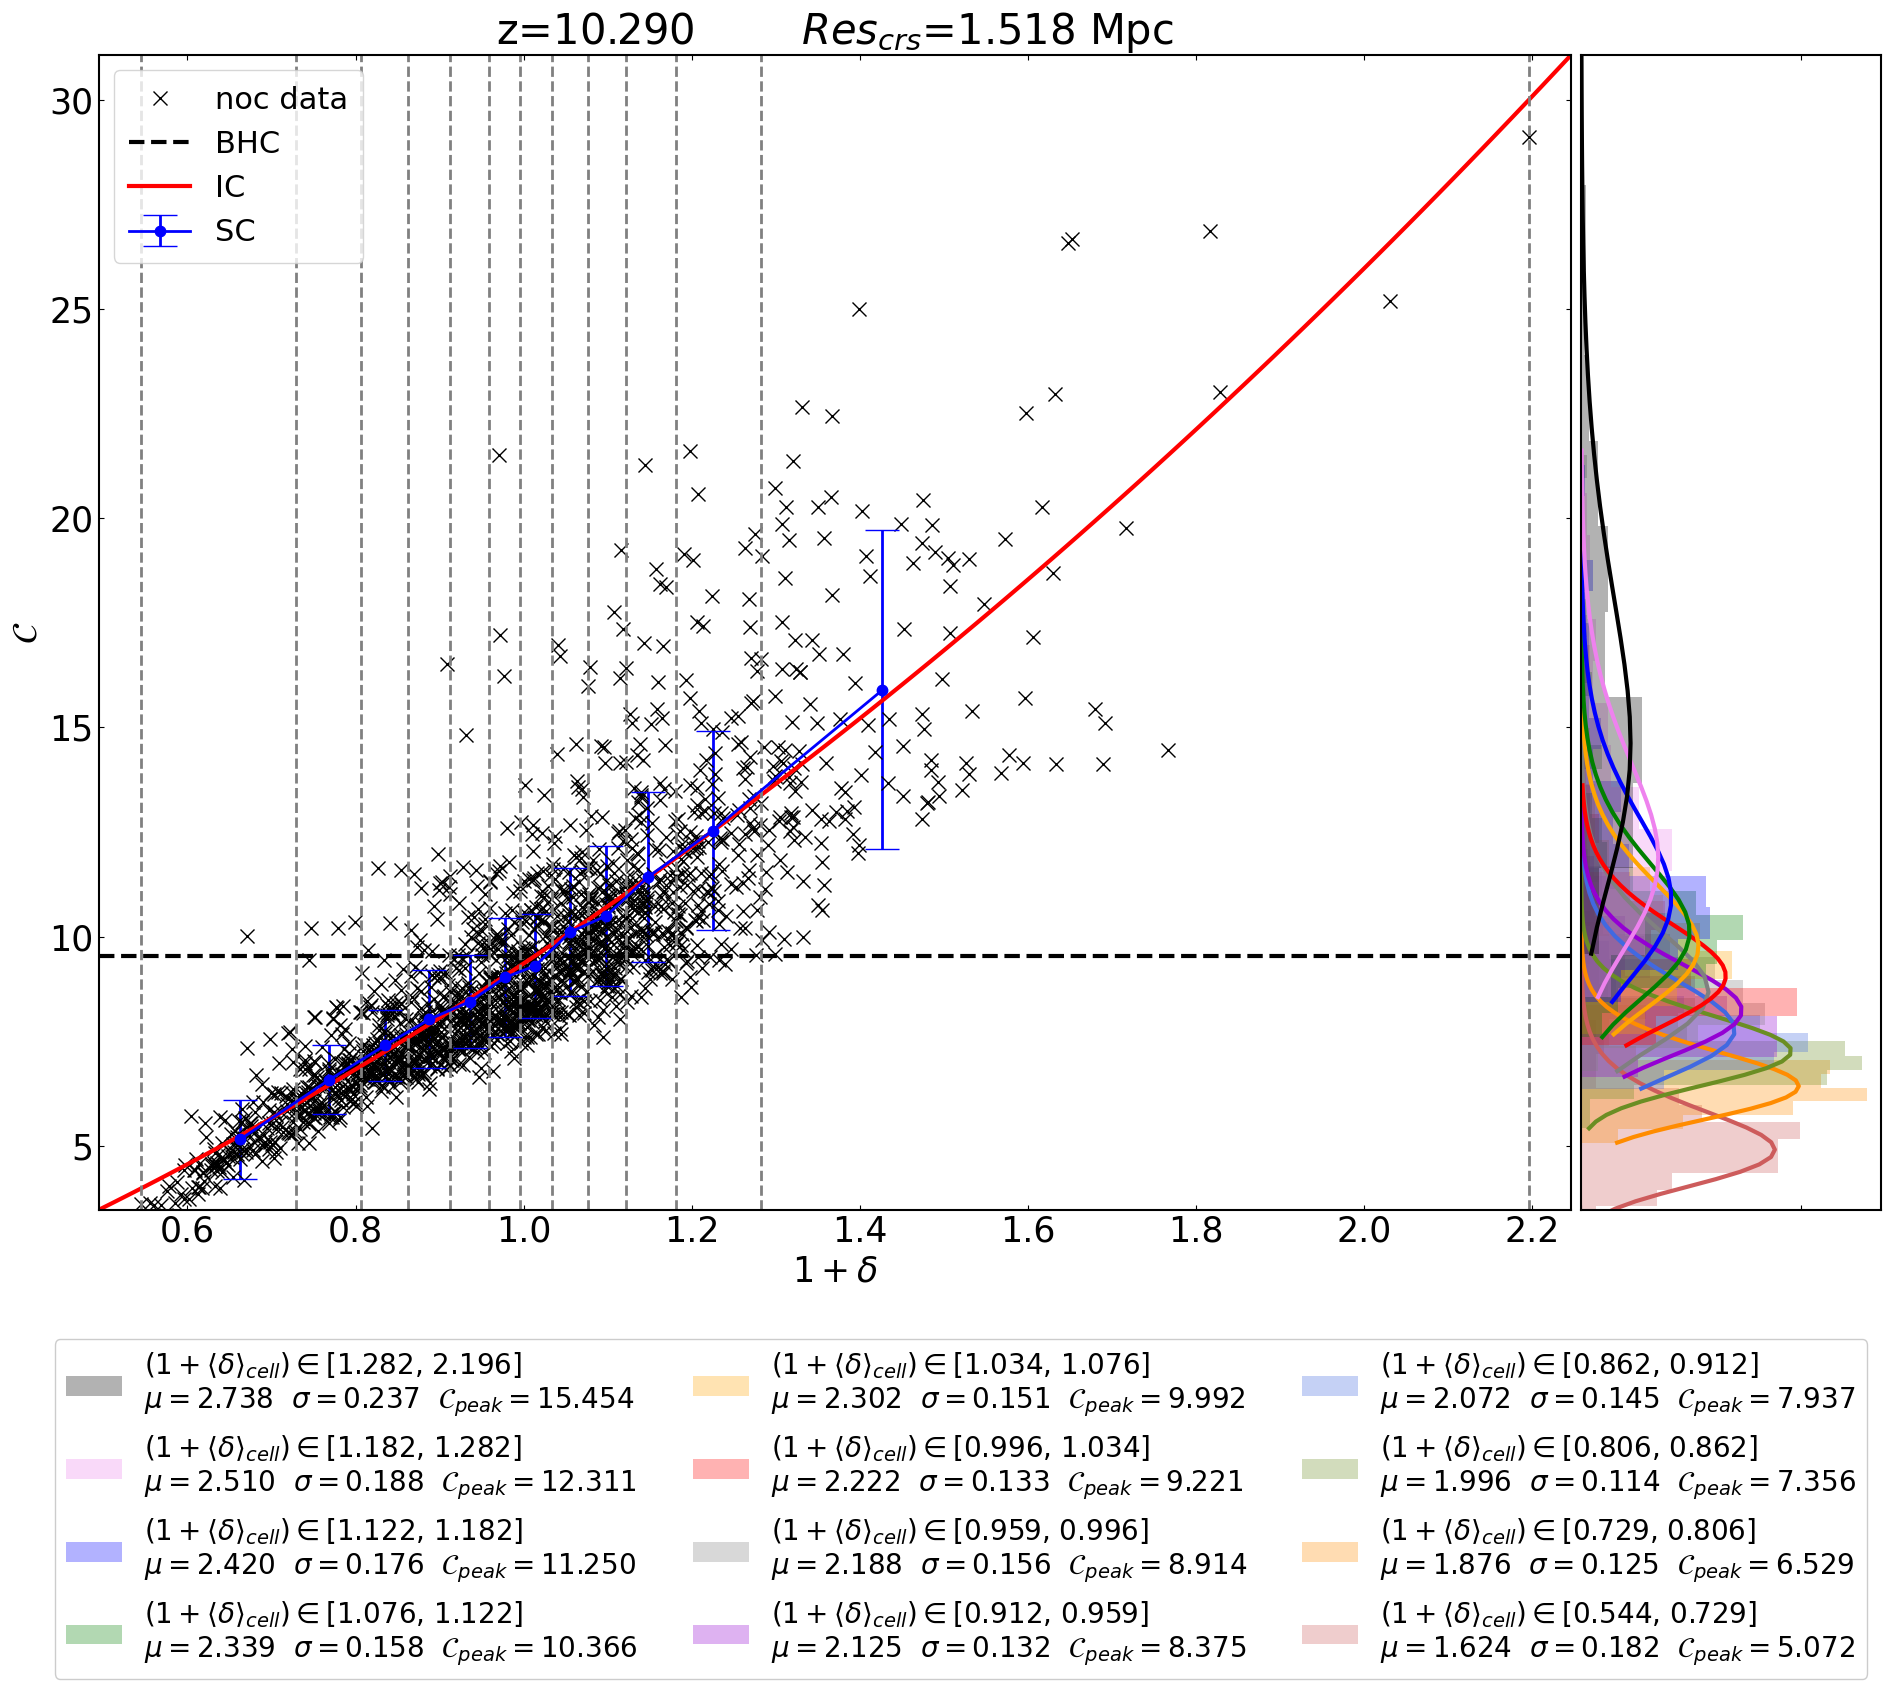 z=10.290 Res_crs=1.518 Mpc
noc data
BHC
IC
SC
30
25
20
15
10
5
𝒞
0.6 0.8 1.0 1.2 1.4 1.6 1.8 2.0 2.2
1 + δ
(1 + ⟨δ⟩_cell) ∈ [1.282, 2.196]
μ = 2.738 σ = 0.237 𝒞_peak = 15.454
(1 + ⟨δ⟩_cell) ∈ [1.182, 1.282]
μ = 2.510 σ = 0.188 𝒞_peak = 12.311
(1 + ⟨δ⟩_cell) ∈ [1.122, 1.182]
μ = 2.420 σ = 0.176 𝒞_peak = 11.250
(1 + ⟨δ⟩_cell) ∈ [1.076, 1.122]
μ = 2.339 σ = 0.158 𝒞_peak = 10.366
(1 + ⟨δ⟩_cell) ∈ [1.034, 1.076]
μ = 2.302 σ = 0.151 𝒞_peak = 9.992
(1 + ⟨δ⟩_cell) ∈ [0.996, 1.034]
μ = 2.222 σ = 0.133 𝒞_peak = 9.221
(1 + ⟨δ⟩_cell) ∈ [0.959, 0.996]
μ = 2.188 σ = 0.156 𝒞_peak = 8.914
(1 + ⟨δ⟩_cell) ∈ [0.912, 0.959]
μ = 2.125 σ = 0.132 𝒞_peak = 8.375
(1 + ⟨δ⟩_cell) ∈ [0.862, 0.912]
μ = 2.072 σ = 0.145 𝒞_peak = 7.937
(1 + ⟨δ⟩_cell) ∈ [0.806, 0.862]
μ = 1.996 σ = 0.114 𝒞_peak = 7.356
(1 + ⟨δ⟩_cell) ∈ [0.729, 0.806]
μ = 1.876 σ = 0.125 𝒞_peak = 6.529
(1 + ⟨δ⟩_cell) ∈ [0.544, 0.729]
μ = 1.624 σ = 0.182 𝒞_peak = 5.072